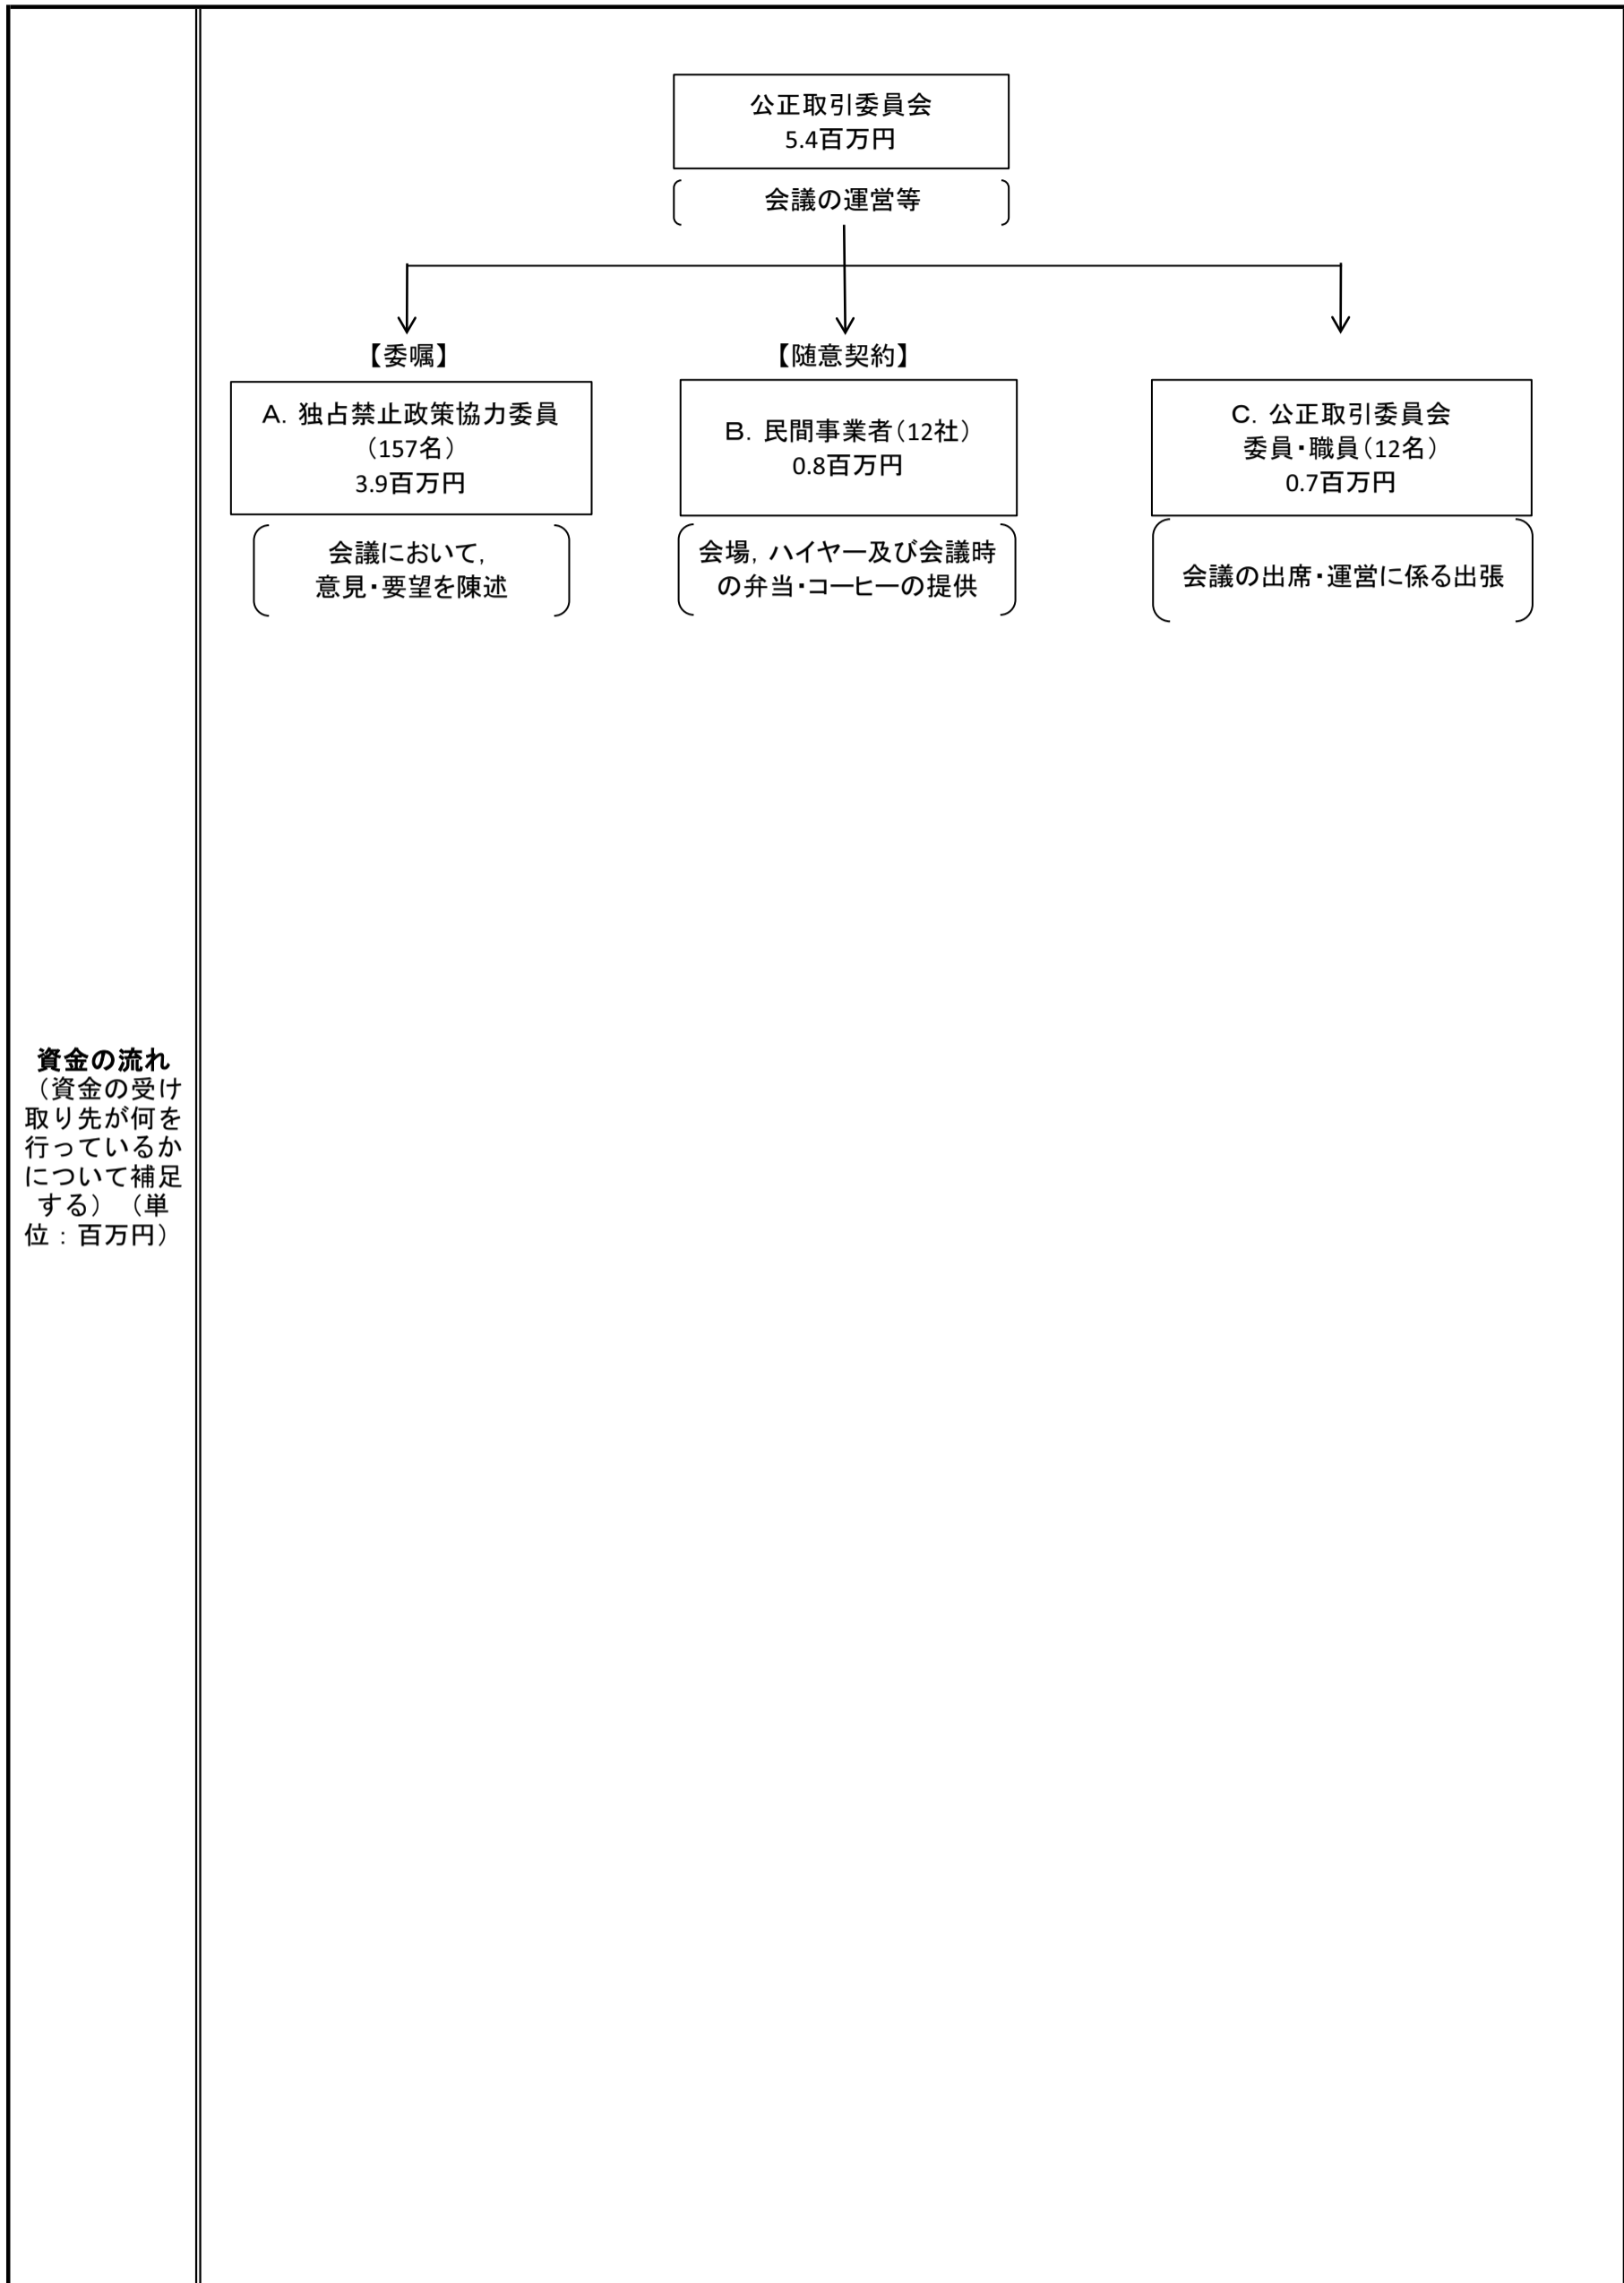 公正取引委員会
5.4百万円
会議の運営等
【委嘱】
A. 独占禁止政策協力委員
（157名）
3.9百万円
会議において，
意見・要望を陳述
【随意契約】
B. 民間事業者（12社）
0.8百万円
会場，ハイヤー及び会議時
の弁当・コーヒーの提供
C. 公正取引委員会
委員・職員（12名）
0.7百万円
会議の出席・運営に係る出張
資金の流れ
（資金の受け
取り先が何を
行っているか
について補足
する）（単
位：百万円）